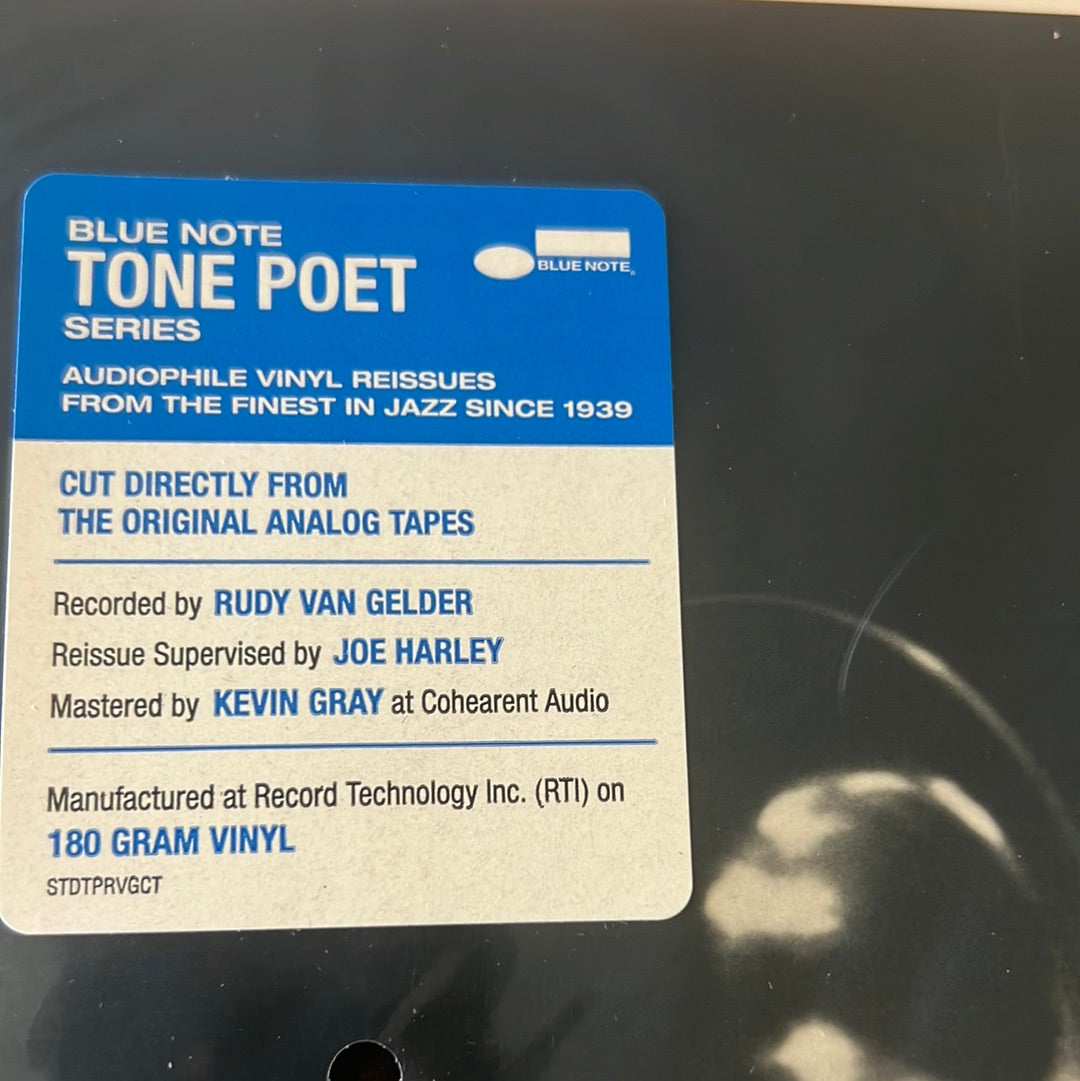 BLUE NOTE
TONE POET
SERIES
BLUE NOTE®
AUDIOPHILE VINYL REISSUES
FROM THE FINEST IN JAZZ SINCE 1939
CUT DIRECTLY FROM
THE ORIGINAL ANALOG TAPES
Recorded by RUDY VAN GELDER
Reissue Supervised by JOE HARLEY
Mastered by KEVIN GRAY at Cohearent Audio
Manufactured at Record Technology Inc. (RTI) on
180 GRAM VINYL
STDTPRVGCT